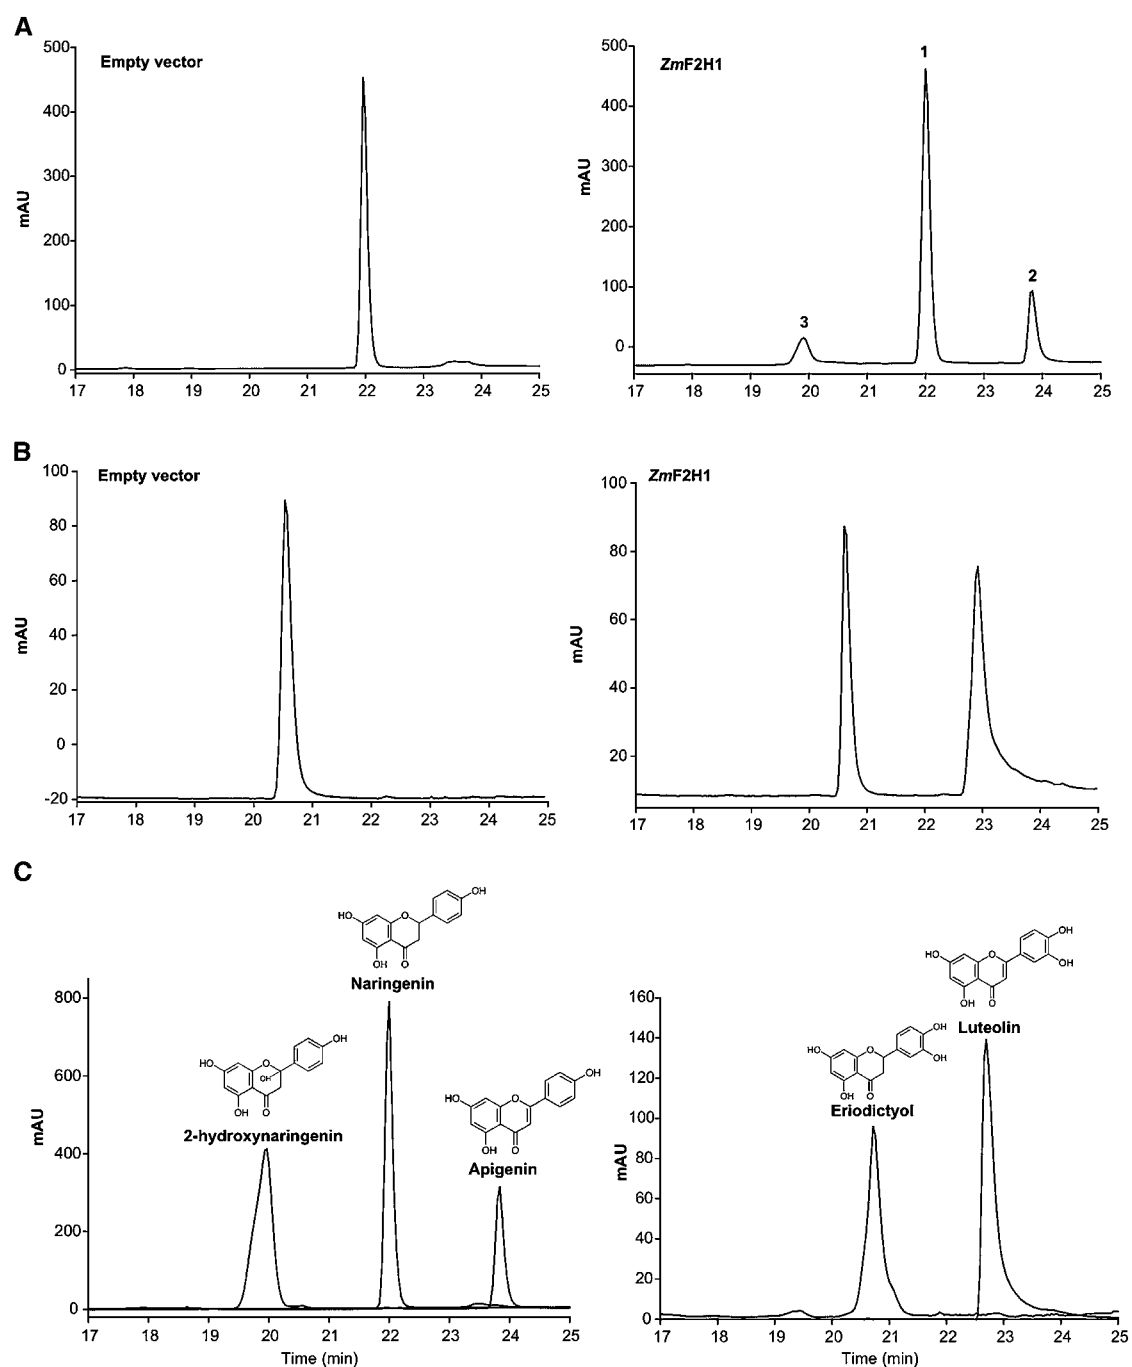 A
Empty vector
500
400
300
200
100
0
mAU
17 18 19 20 21 22 23 24 25
ZmF2H1
1
2
3
500
400
300
200
100
0
mAU
17 18 19 20 21 22 23 24 25
B
Empty vector
100
80
60
40
20
0
-20
mAU
17 18 19 20 21 22 23 24 25
ZmF2H1
100
80
60
40
20
mAU
17 18 19 20 21 22 23 24 25
C
OH
HO
O
OH
O
Naringenin
OH
HO
O
OH
OH
O
2-hydroxynaringenin
OH
HO
O
OH
O
Apigenin
800
600
400
200
0
mAU
17 18 19 20 21 22 23 24 25
Time (min)
OH
HO
O
OH
OH
O
Luteolin
OH
HO
O
OH
OH
O
Eriodictyol
160
140
120
100
80
60
40
20
0
mAU
17 18 19 20 21 22 23 24 25
Time (min)